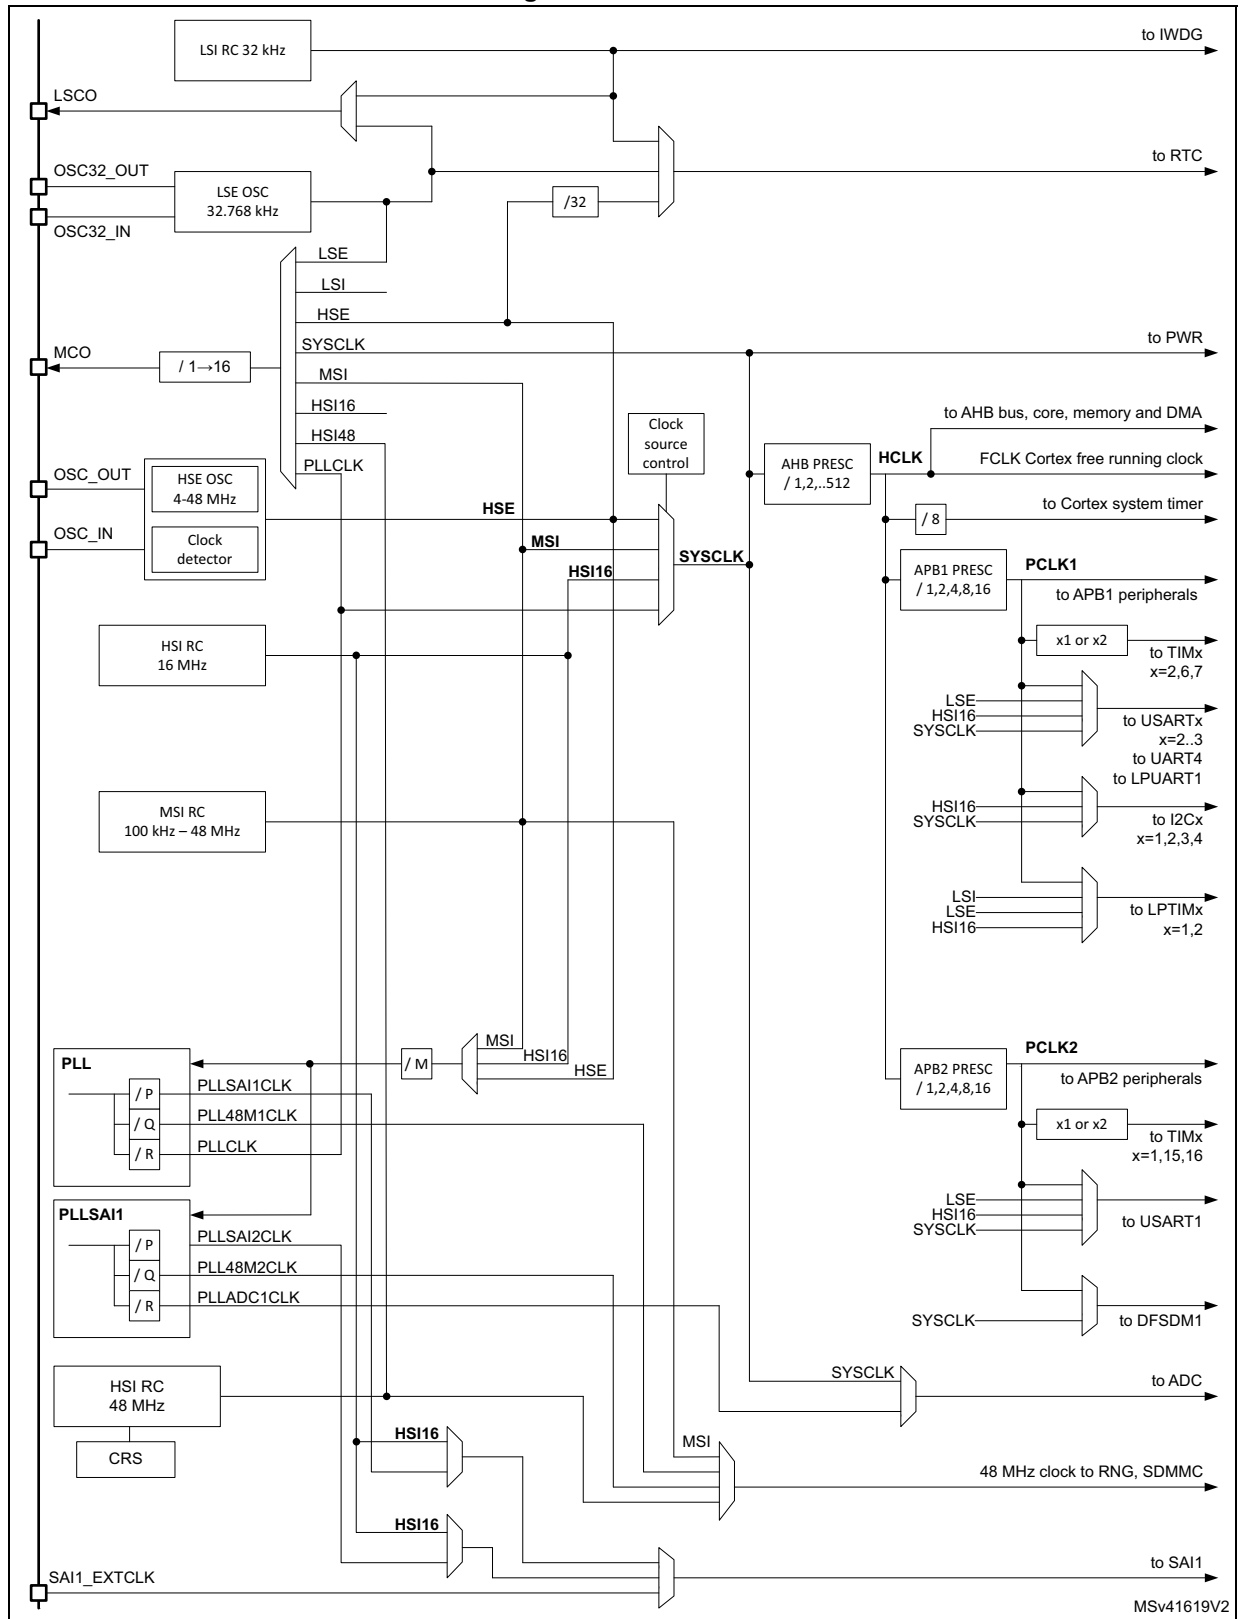 LSI RC 32 kHz
to IWDG
LSCO
OSC32_OUT
to RTC
LSE OSC
32.768 kHz
/32
OSC32_IN
LSE
LSI
HSE
SYSCLK
to PWR
MCO
/ 1→16
MSI
HSI16
Clock
source
control
to AHB bus, core, memory and DMA
HSI48
PLLCLK
OSC_OUT
HSE OSC
4-48 MHz
AHB PRESC
/ 1,2,..512
HCLK
FCLK Cortex free running clock
HSE
to Cortex system timer
/ 8
OSC_IN
Clock
detector
MSI
SYSCLK
HSI16
APB1 PRESC
/ 1,2,4,8,16
PCLK1
to APB1 peripherals
HSI RC
16 MHz
x1 or x2
to TIMx
x=2,6,7
LSE
HSI16
SYSCLK
to USARTx
x=2..3
to UART4
to LPUART1
MSI RC
100 kHz – 48 MHz
HSI16
SYSCLK
to I2Cx
x=1,2,3,4
LSI
LSE
HSI16
to LPTIMx
x=1,2
MSI
HSI16
HSE
/ M
PLL
/ P
PLLSAI1CLK
/ Q
PLL48M1CLK
/ R
PLLCLK
APB2 PRESC
/ 1,2,4,8,16
PCLK2
to APB2 peripherals
x1 or x2
to TIMx
x=1,15,16
LSE
HSI16
SYSCLK
to USART1
PLLSAI1
/ P
PLLSAI2CLK
/ Q
PLL48M2CLK
/ R
PLLADC1CLK
SYSCLK
to DFSDM1
HSI RC
48 MHz
SYSCLK
to ADC
CRS
HSI16
MSI
48 MHz clock to RNG, SDMMC
HSI16
SAI1_EXTCLK
to SAI1
MSv41619V2